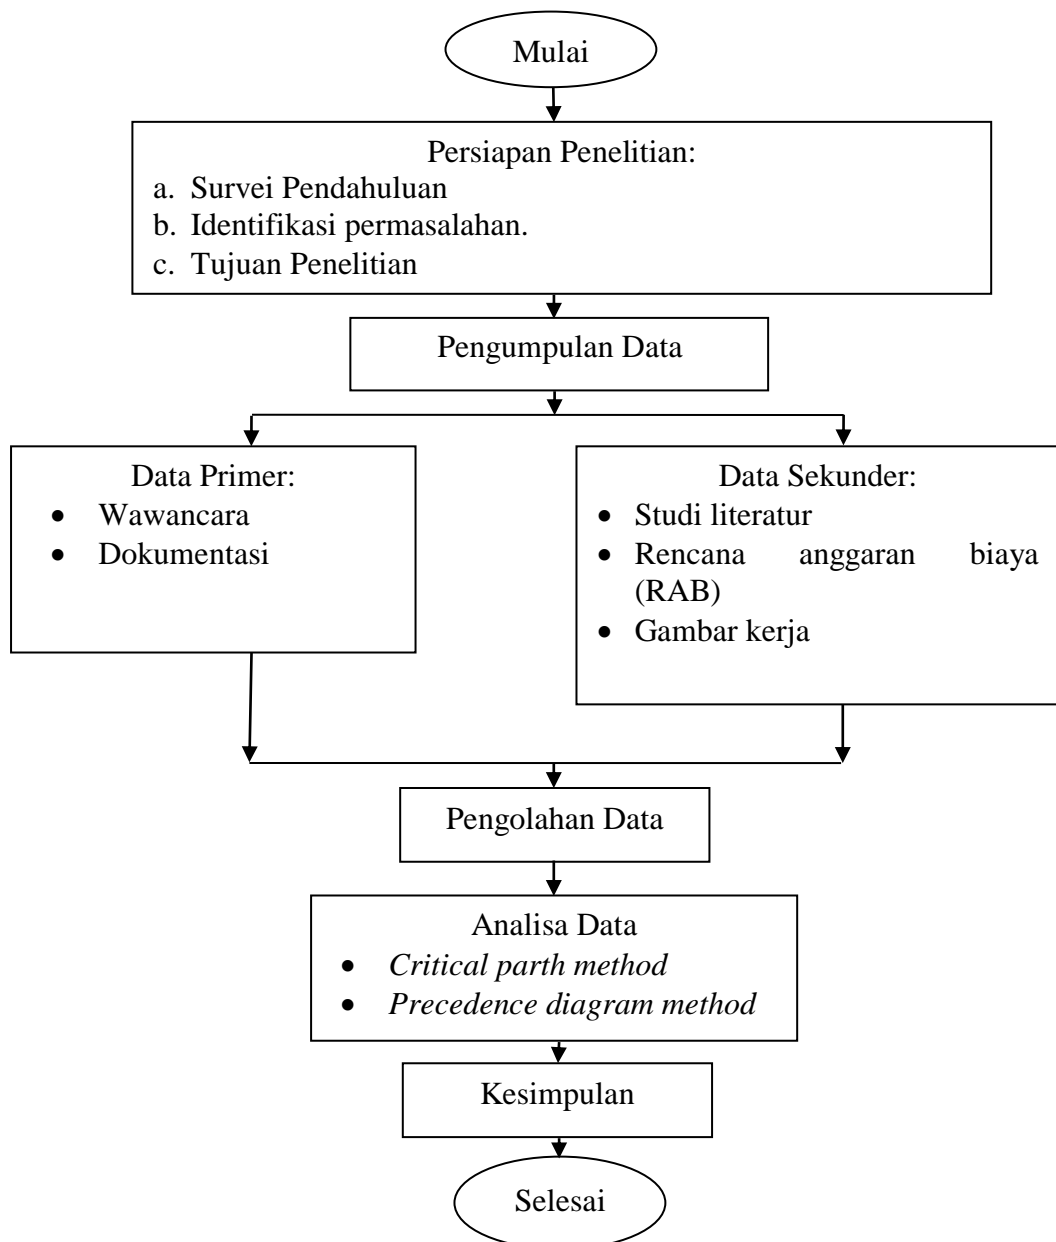 Mulai
Persiapan Penelitian:
a. Survei Pendahuluan
b. Identifikasi permasalahan.
c. Tujuan Penelitian
Pengumpulan Data
Data Primer:
• Wawancara
• Dokumentasi
Data Sekunder:
• Studi literatur
• Rencana anggaran biaya
(RAB)
• Gambar kerja
Pengolahan Data
Analisa Data
• Critical parth method
• Precedence diagram method
Kesimpulan
Selesai